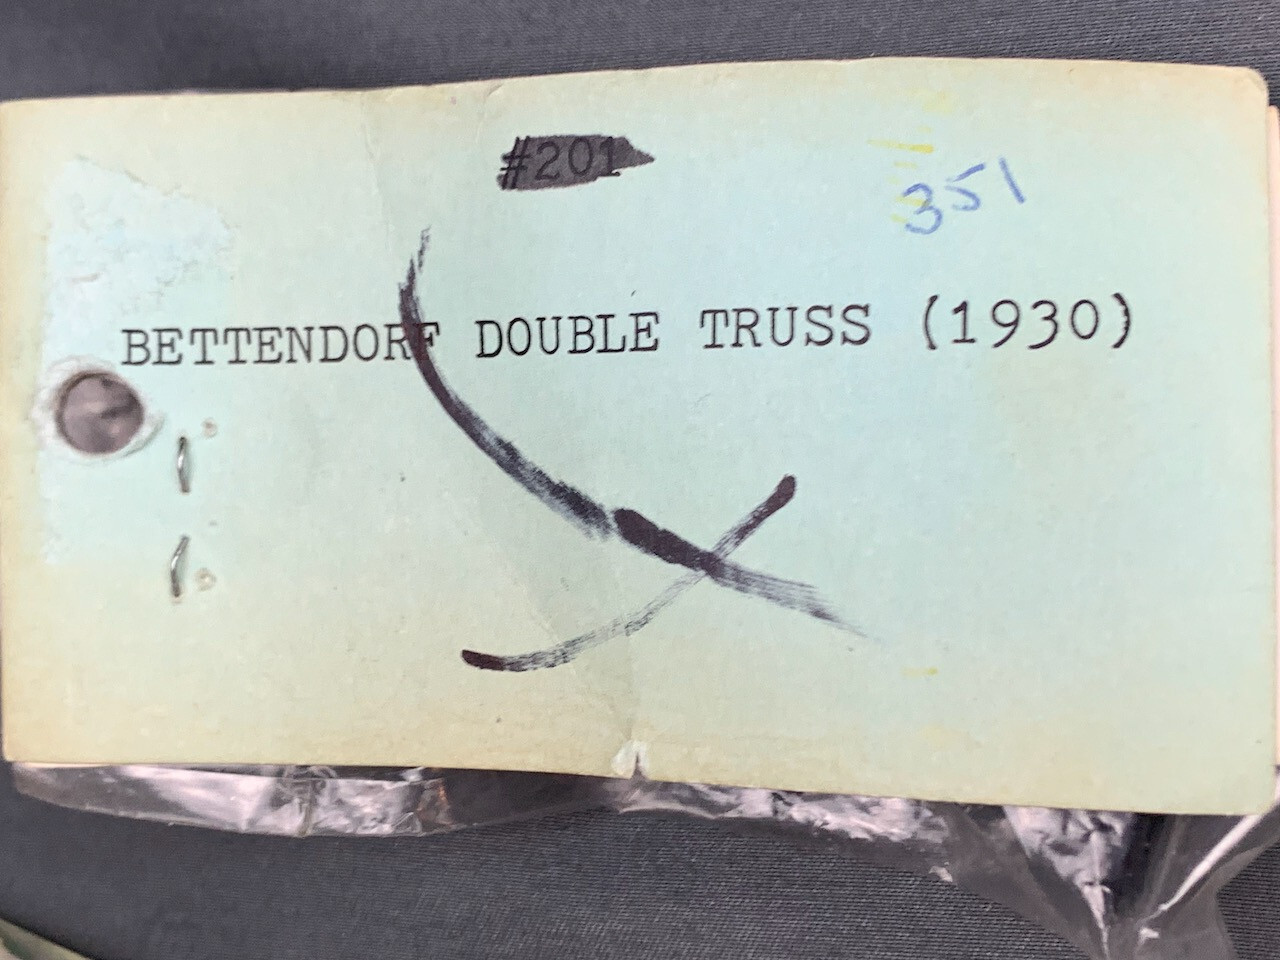 #201
351
BETTENDORF DOUBLE TRUSS (1930)